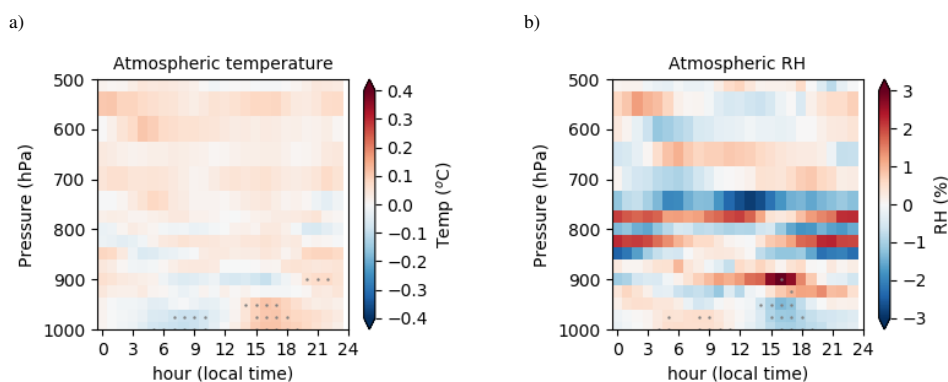 a)
b)
Atmospheric temperature
500
600
700
800
900
1000
Pressure (hPa)
0 3 6 9 12 15 18 21 24
hour (local time)
0.4
0.3
0.2
0.1
0.0
−0.1
−0.2
−0.3
−0.4
Temp (°C)
Atmospheric RH
500
600
700
800
900
1000
Pressure (hPa)
0 3 6 9 12 15 18 21 24
hour (local time)
3
2
1
0
−1
−2
−3
RH (%)